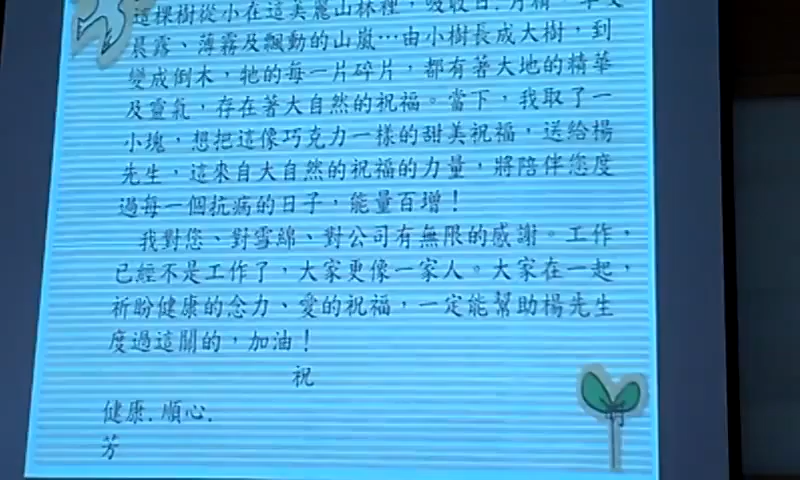 這棵樹從小在這美麗山林裡，吸收日.月精
晨露、薄霧及飄動的山嵐…由小樹長成大樹，到
變成倒木，牠的每一片碎片，都有著大地的精華
及靈氣，存在著大自然的祝福。當下，我取了一
小塊，想把這像巧克力一樣的甜美祝福，送給楊
先生，這來自大自然的祝福的力量，將陪伴您度
過每一個抗病的日子，能量百增！
我對您、對雪綿、對公司有無限的感謝。工作，
已經不是工作了，大家更像一家人。大家在一起，
祈盼健康的念力、愛的祝福，一定能幫助楊先生
度過這關的，加油！
祝
健康.順心.
芳